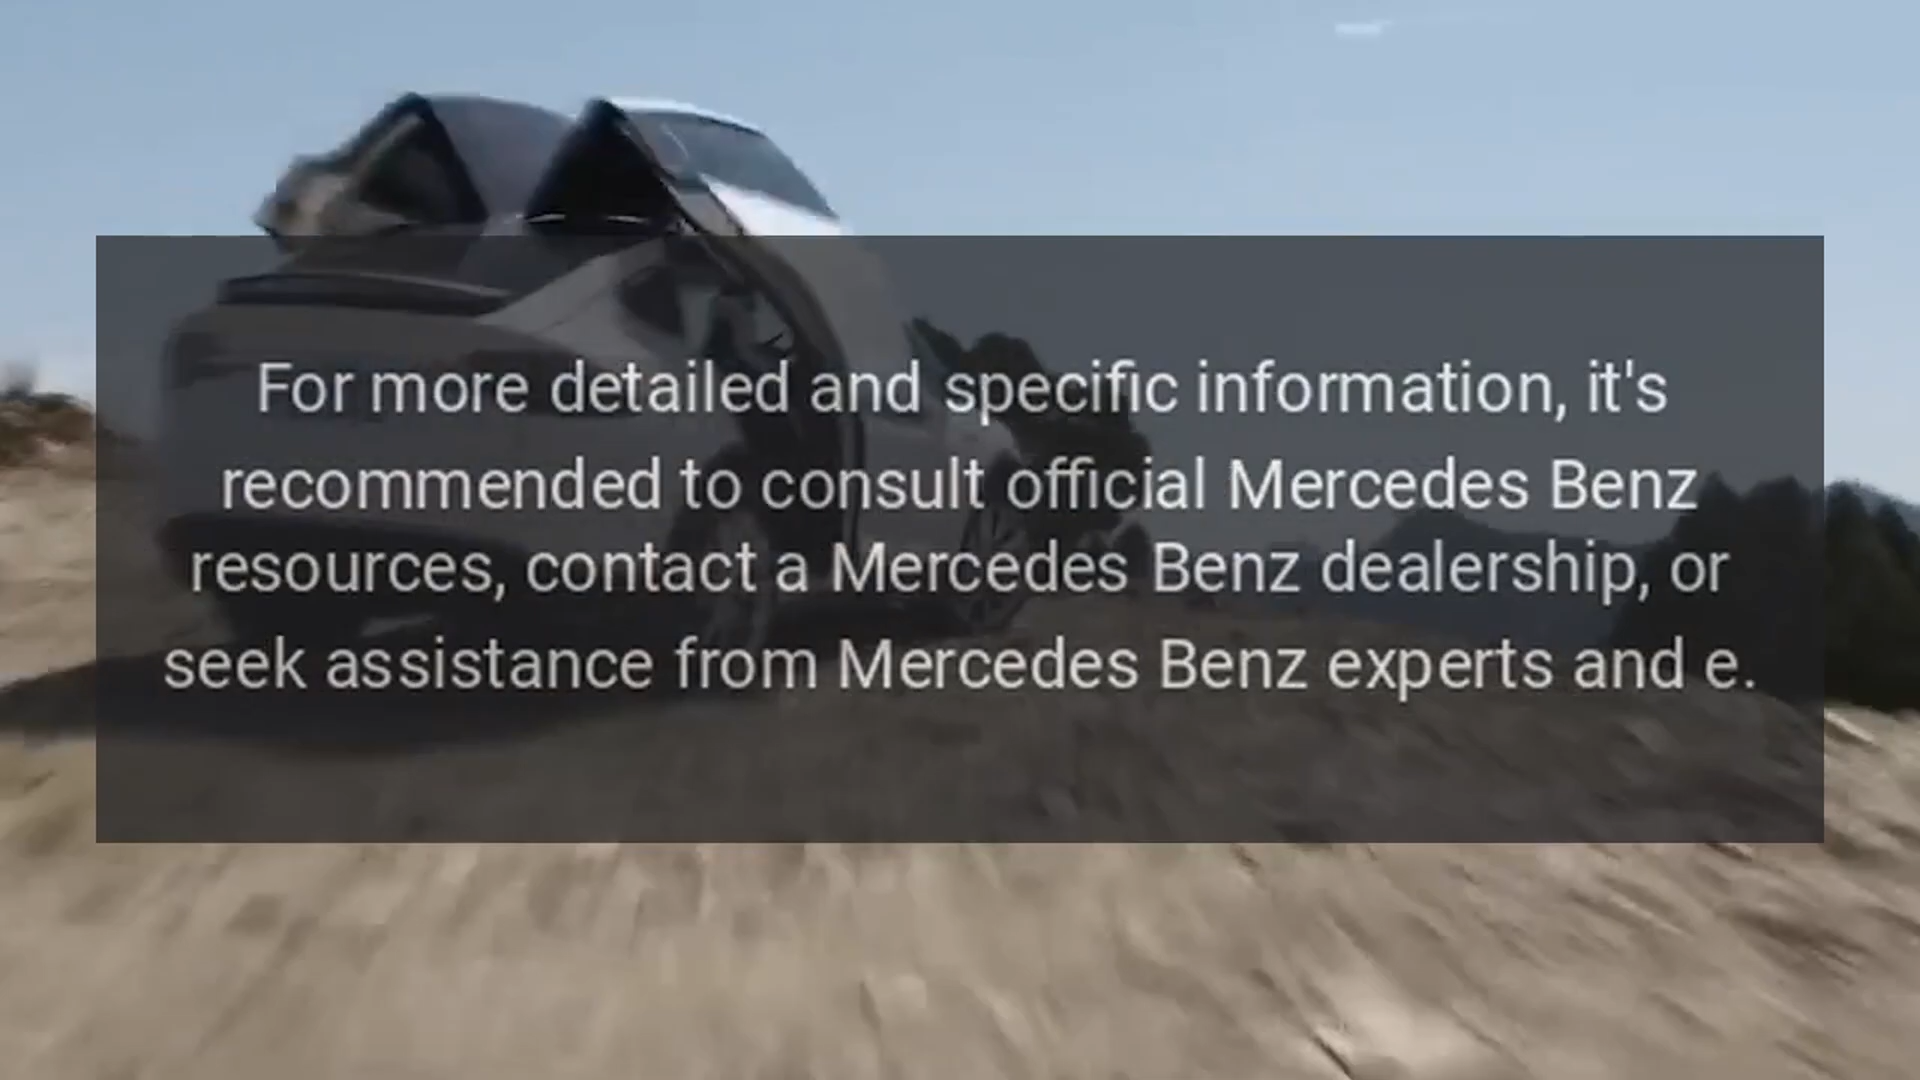 For more detailed and specific information, it's
recommended to consult official Mercedes Benz
resources, contact a Mercedes Benz dealership, or
seek assistance from Mercedes Benz experts and e.